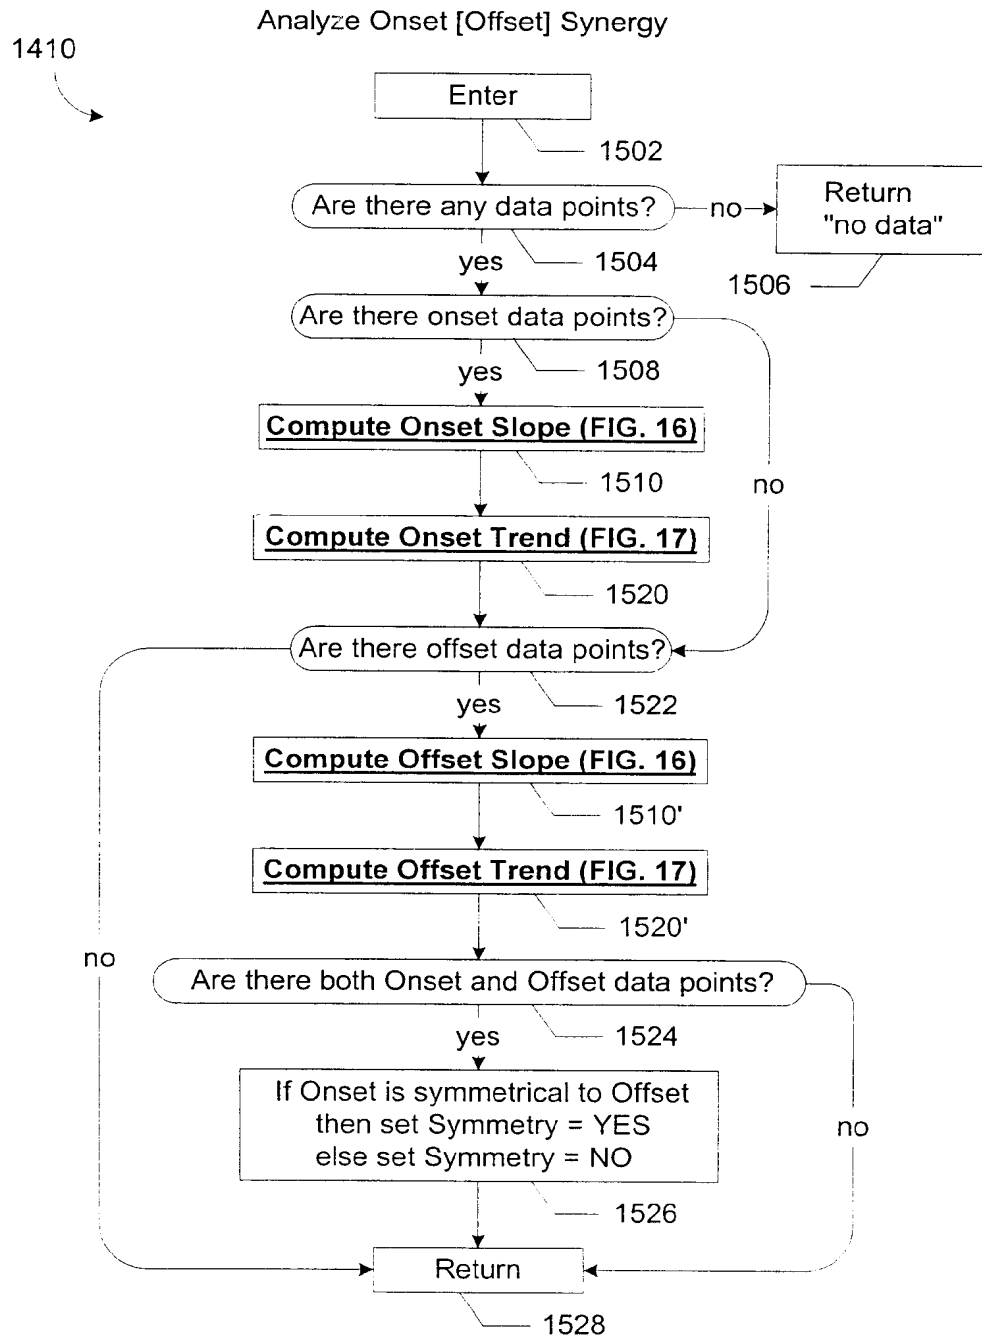 Analyze Onset [Offset] Synergy
1410
Enter
1502
Are there any data points?
no
Return
"no data"
1506
yes
1504
Are there onset data points?
yes
1508
Compute Onset Slope (FIG. 16)
1510
no
Compute Onset Trend (FIG. 17)
1520
Are there offset data points?
yes
1522
Compute Offset Slope (FIG. 16)
1510'
Compute Offset Trend (FIG. 17)
1520'
no
Are there both Onset and Offset data points?
yes
1524
If Onset is symmetrical to Offset
then set Symmetry = YES
else set Symmetry = NO
no
1526
Return
1528